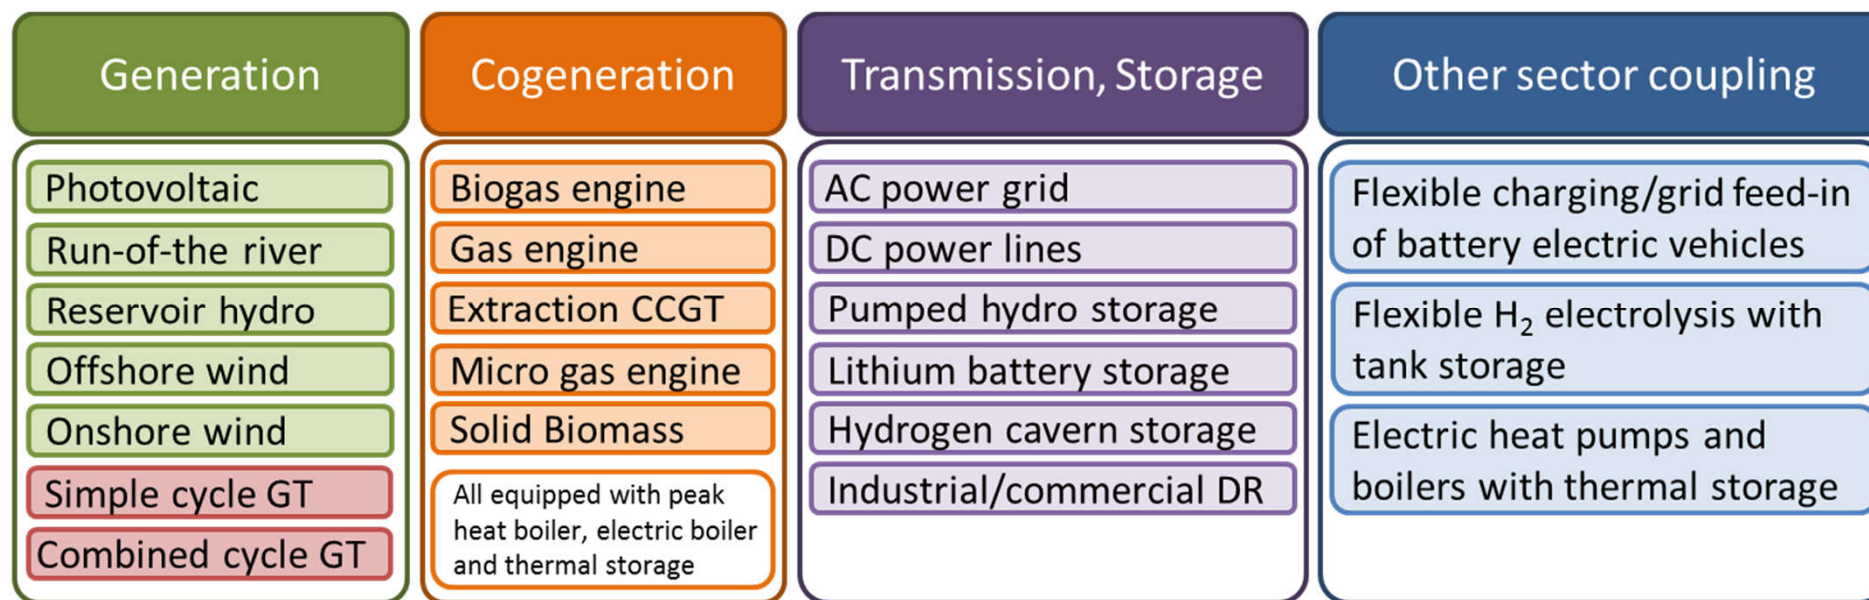 Generation
Photovoltaic
Run-of-the river
Reservoir hydro
Offshore wind
Onshore wind
Simple cycle GT
Combined cycle GT
Cogeneration
Biogas engine
Gas engine
Extraction CCGT
Micro gas engine
Solid Biomass
All equipped with peak
heat boiler, electric boiler
and thermal storage
Transmission, Storage
AC power grid
DC power lines
Pumped hydro storage
Lithium battery storage
Hydrogen cavern storage
Industrial/commercial DR
Other sector coupling
Flexible charging/grid feed-in
of battery electric vehicles
Flexible H₂ electrolysis with
tank storage
Electric heat pumps and
boilers with thermal storage